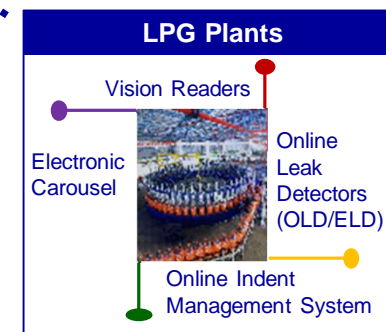 LPG Plants
Vision Readers
Electronic
Carousel
Online
Leak
Detectors
(OLD/ELD)
Online Indent
Management System